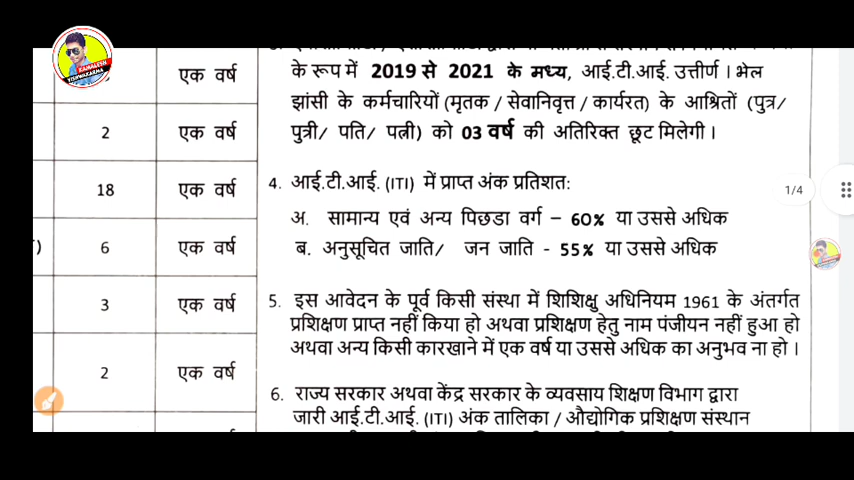 के रूप में 2019 से 2021 के मध्य, आई.टी.आई. उत्तीर्ण । भेल
झांसी के कर्मचारियों (मृतक / सेवानिवृत्त / कार्यरत) के आश्रितों (पुत्र/
पुत्री/ पति/ पत्नी) को 03 वर्ष की अतिरिक्त छूट मिलेगी ।
4. आई.टी.आई. (ITI) में प्राप्त अंक प्रतिशत:
अ. सामान्य एवं अन्य पिछडा वर्ग – 60% या उससे अधिक
ब. अनुसूचित जाति/ जन जाति - 55% या उससे अधिक
5. इस आवेदन के पूर्व किसी संस्था में शिशिक्षु अधिनियम 1961 के अंतर्गत
प्रशिक्षण प्राप्त नहीं किया हो अथवा प्रशिक्षण हेतु नाम पंजीयन नहीं हुआ हो
अथवा अन्य किसी कारखाने में एक वर्ष या उससे अधिक का अनुभव ना हो ।
6. राज्य सरकार अथवा केंद्र सरकार के व्यवसाय शिक्षण विभाग द्वारा
जारी आई.टी.आई. (ITI) अंक तालिका / औद्योगिक प्रशिक्षण संस्थान
एक वर्ष
2 एक वर्ष
18 एक वर्ष
) 6 एक वर्ष
3 एक वर्ष
2 एक वर्ष
1/4
KAMALESH
VISHWAKARMA